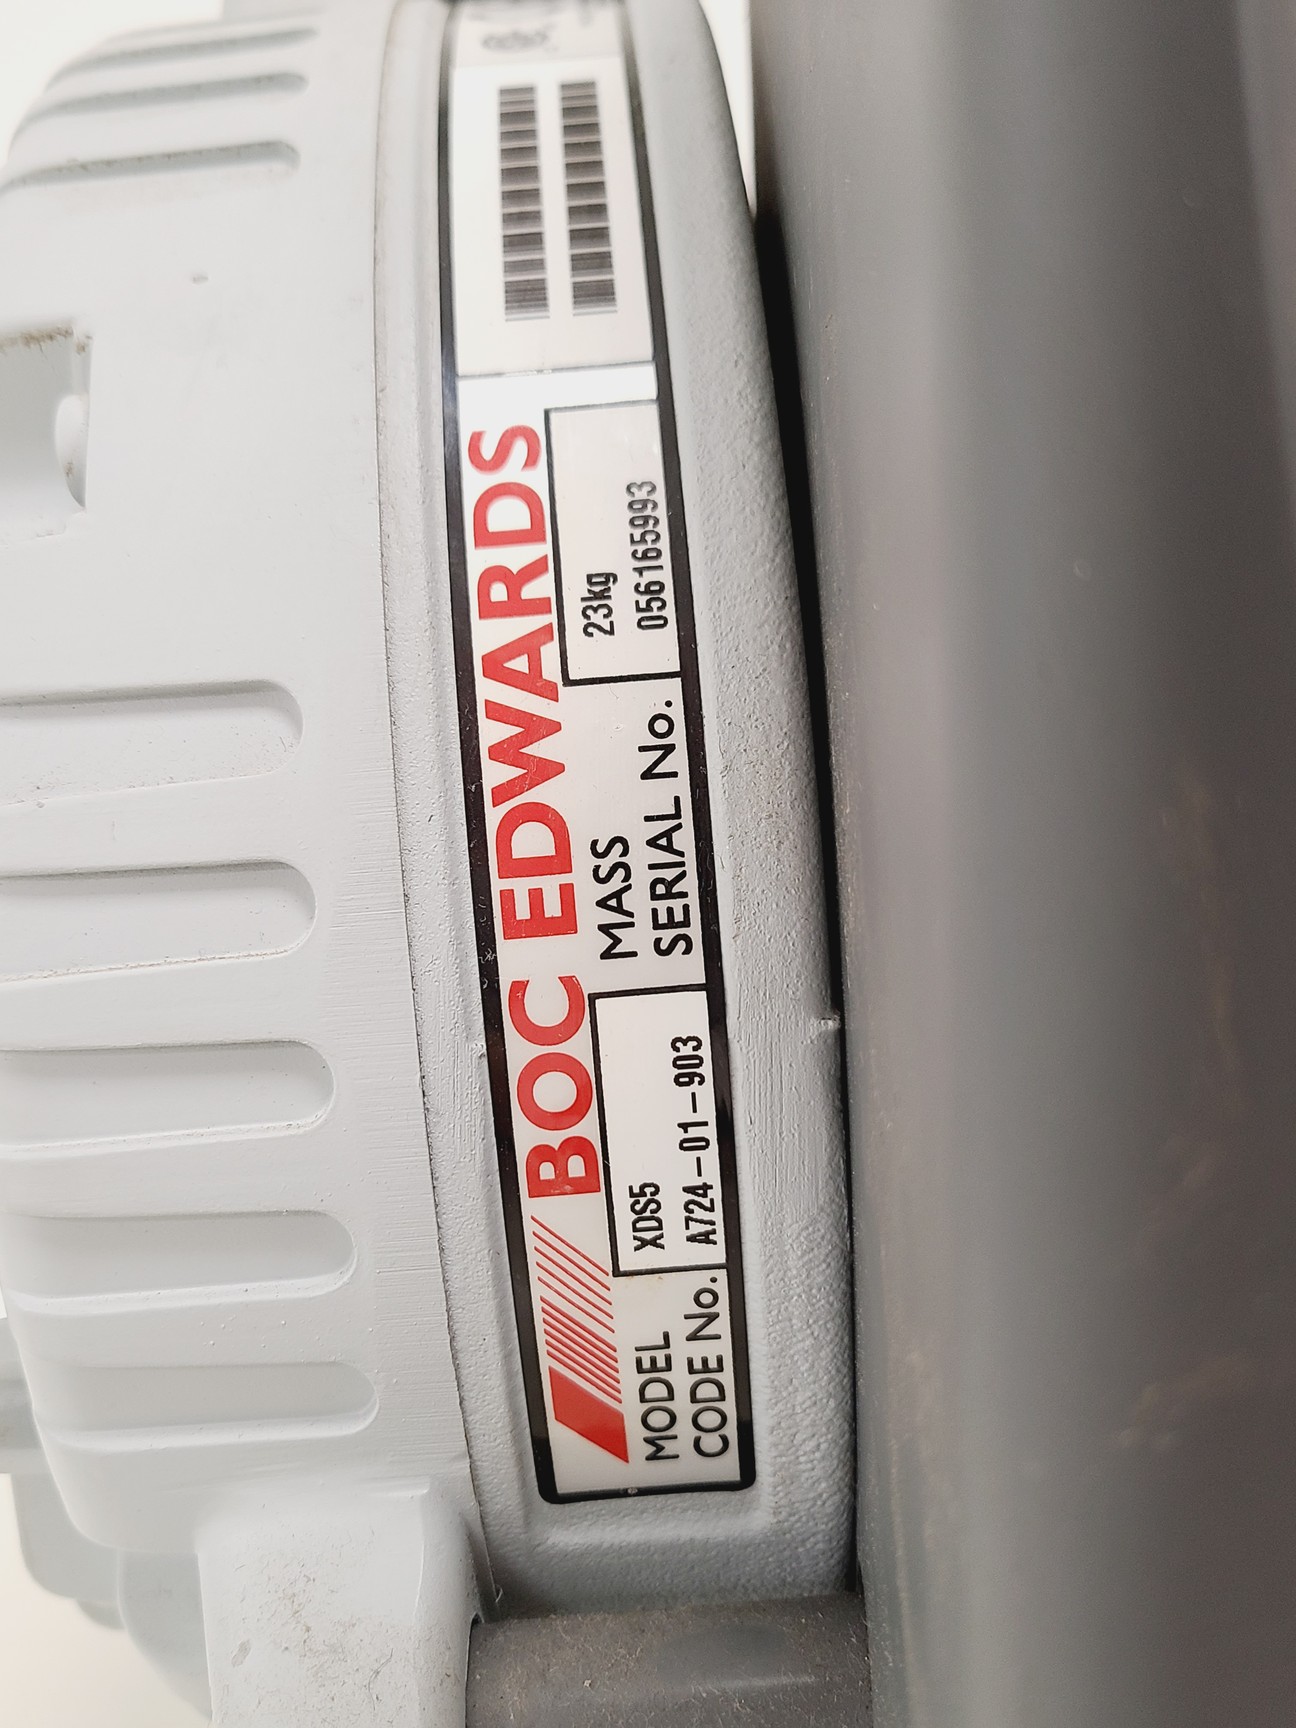 BOC EDWARDS
MODEL XDS5
CODE No. A724-01-903
MASS 23kg
SERIAL No. 056165993